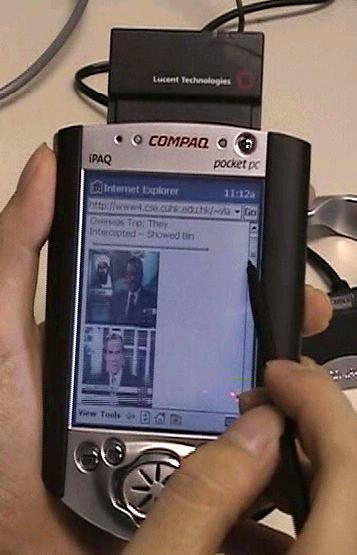 Lucent Technologies
COMPAQ
iPAQ
pocket pc
Internet Explorer 11:12a
http://www4.cse.cuhk.edu.hk/~vla Go
Overseas Trip; They
Intercepted - Showed Bin
View Tools